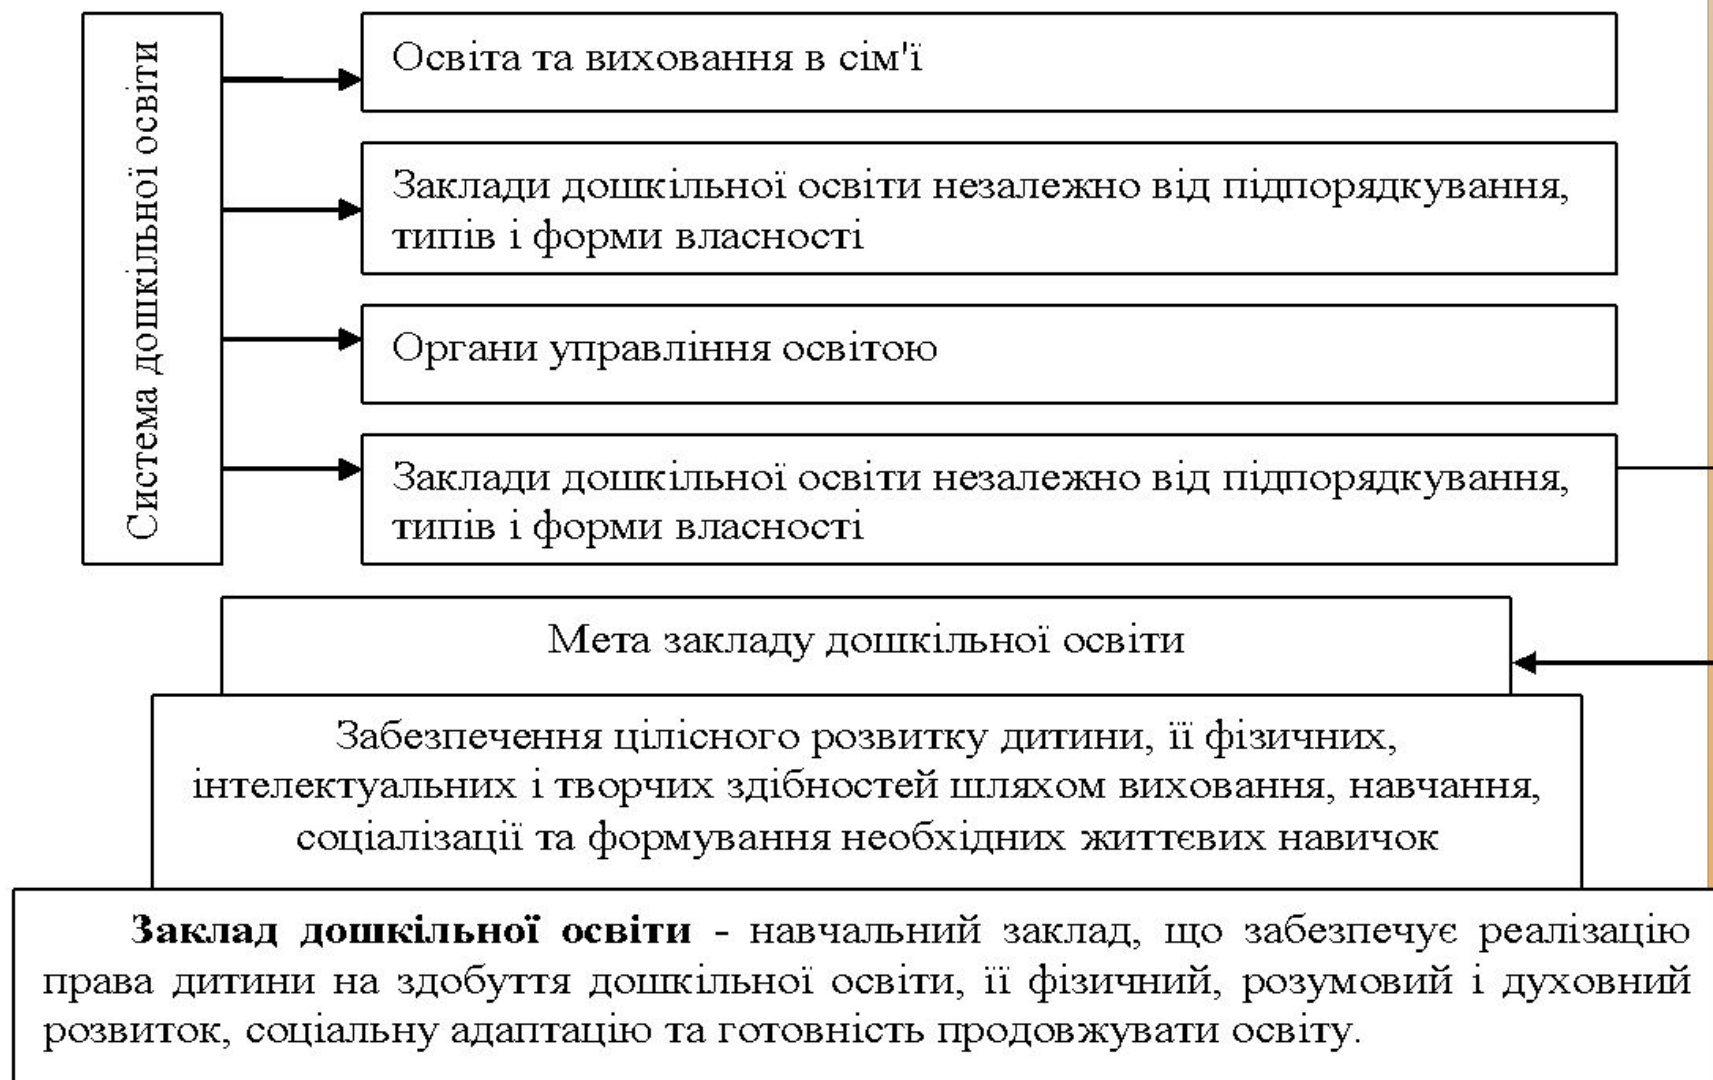 Система дошкільної освіти
Освіта та виховання в сім'ї
Заклади дошкільної освіти незалежно від підпорядкування,
типів і форми власності
Органи управління освітою
Заклади дошкільної освіти незалежно від підпорядкування,
типів і форми власності
Мета закладу дошкільної освіти
Забезпечення цілісного розвитку дитини, її фізичних,
інтелектуальних і творчих здібностей шляхом виховання, навчання,
соціалізації та формування необхідних життєвих навичок
Заклад дошкільної освіти - навчальний заклад, що забезпечує реалізацію
права дитини на здобуття дошкільної освіти, її фізичний, розумовий і духовний
розвиток, соціальну адаптацію та готовність продовжувати освіту.